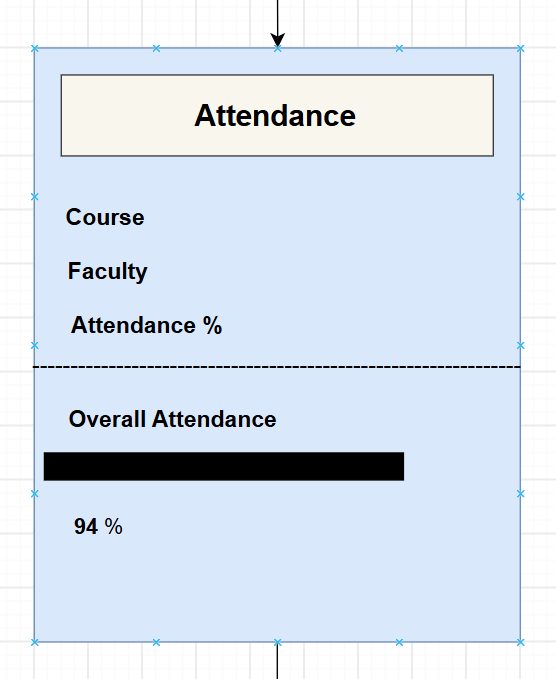 Attendance
Course
Faculty
Attendance %
Overall Attendance
94 %